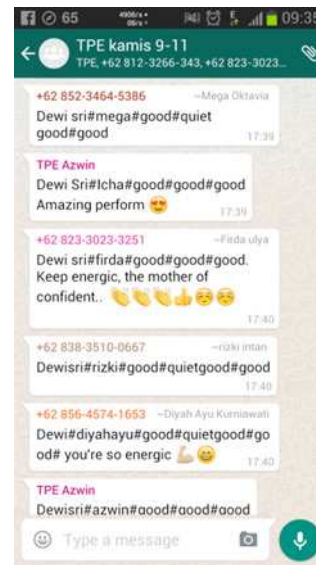 65
09:35
TPE kamis 9-11
TPE, +62 812-3266-343, +62 823-3023...
+62 852-3464-5386 ~Mega Oktavia
Dewi sri#mega#good#quiet
good#good
17:39
TPE Azwin
Dewi Sri#Icha#good#good#good
Amazing perform 😍
17:39
+62 823-3023-3251 ~Firda ulya
Dewi sri#firda#good#good#good.
Keep energic, the mother of
confident.. 👏👏👏👍☺☺
17:40
+62 838-3510-0667 ~rizki intan
Dewisri#rizki#good#quietgood#good
17:40
+62 856-4574-1653 ~Diyah Ayu Kurniawati
Dewi#diyahayu#good#quietgood#go
od# you're so energic 💪😄
17:40
TPE Azwin
Dewisri#azwin#good#good#good
Type a message